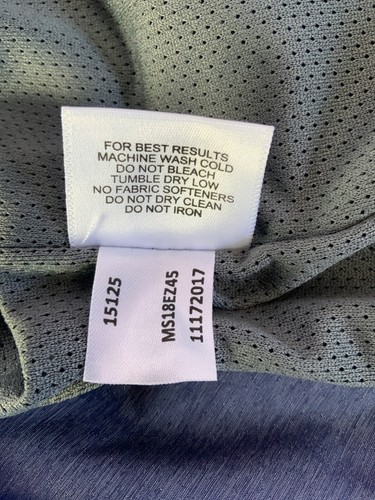 FOR BEST RESULTS
MACHINE WASH COLD
DO NOT BLEACH
TUMBLE DRY LOW
NO FABRIC SOFTENERS
DO NOT DRY CLEAN
DO NOT IRON
15125
MS18EZ45
11172017